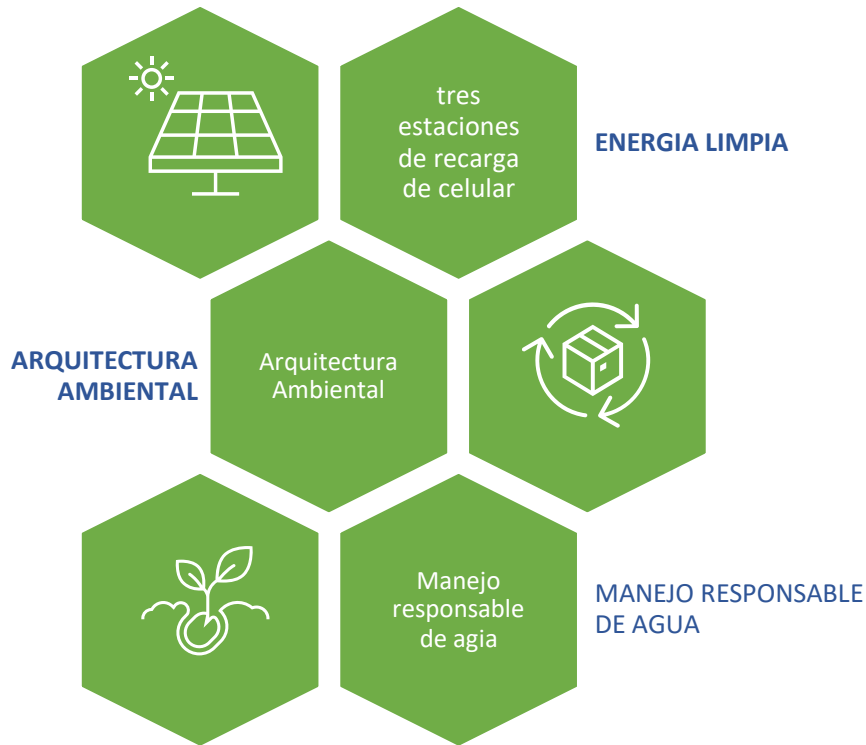 tres
estaciones
de recarga
de celular
ENERGIA LIMPIA
ARQUITECTURA
AMBIENTAL
Arquitectura
Ambiental
Manejo
responsable
de agia
MANEJO RESPONSABLE
DE AGUA